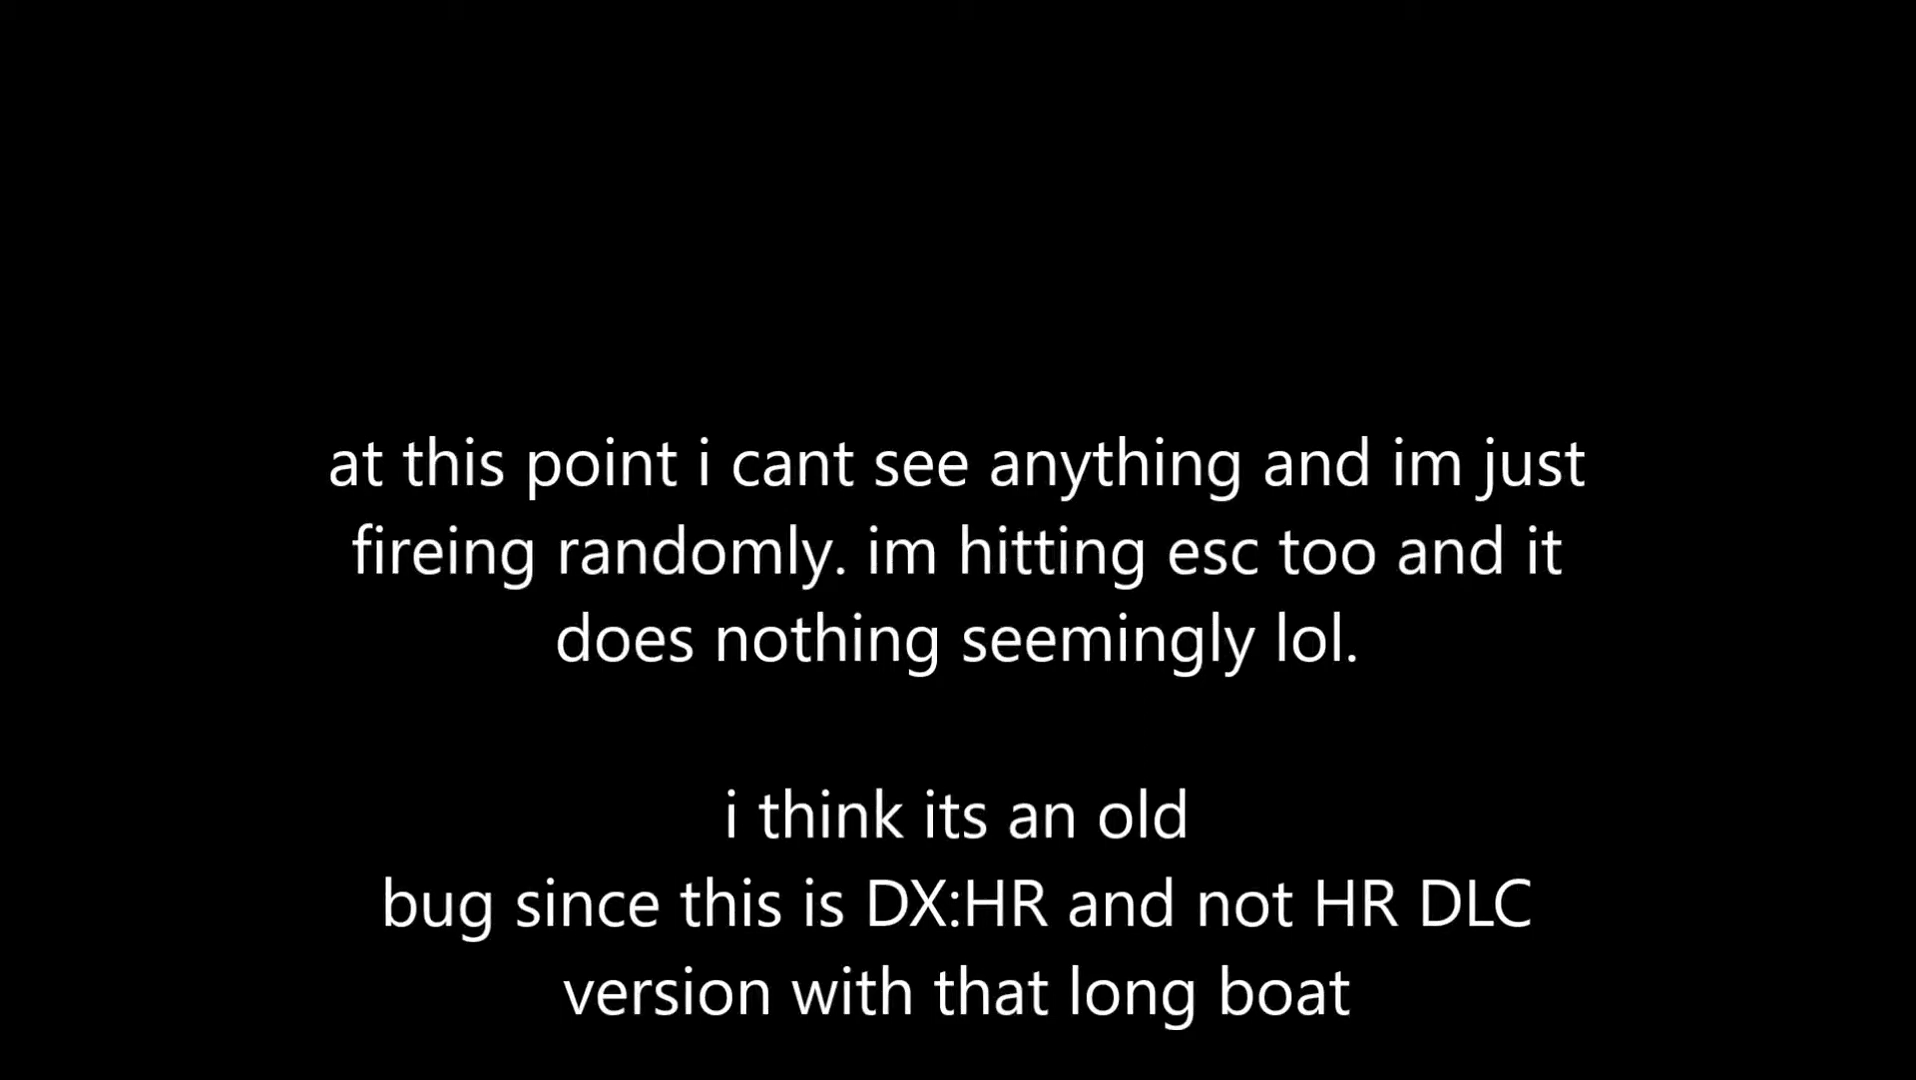 at this point i cant see anything and im just
fireing randomly. im hitting esc too and it
does nothing seemingly lol.
i think its an old
bug since this is DX:HR and not HR DLC
version with that long boat